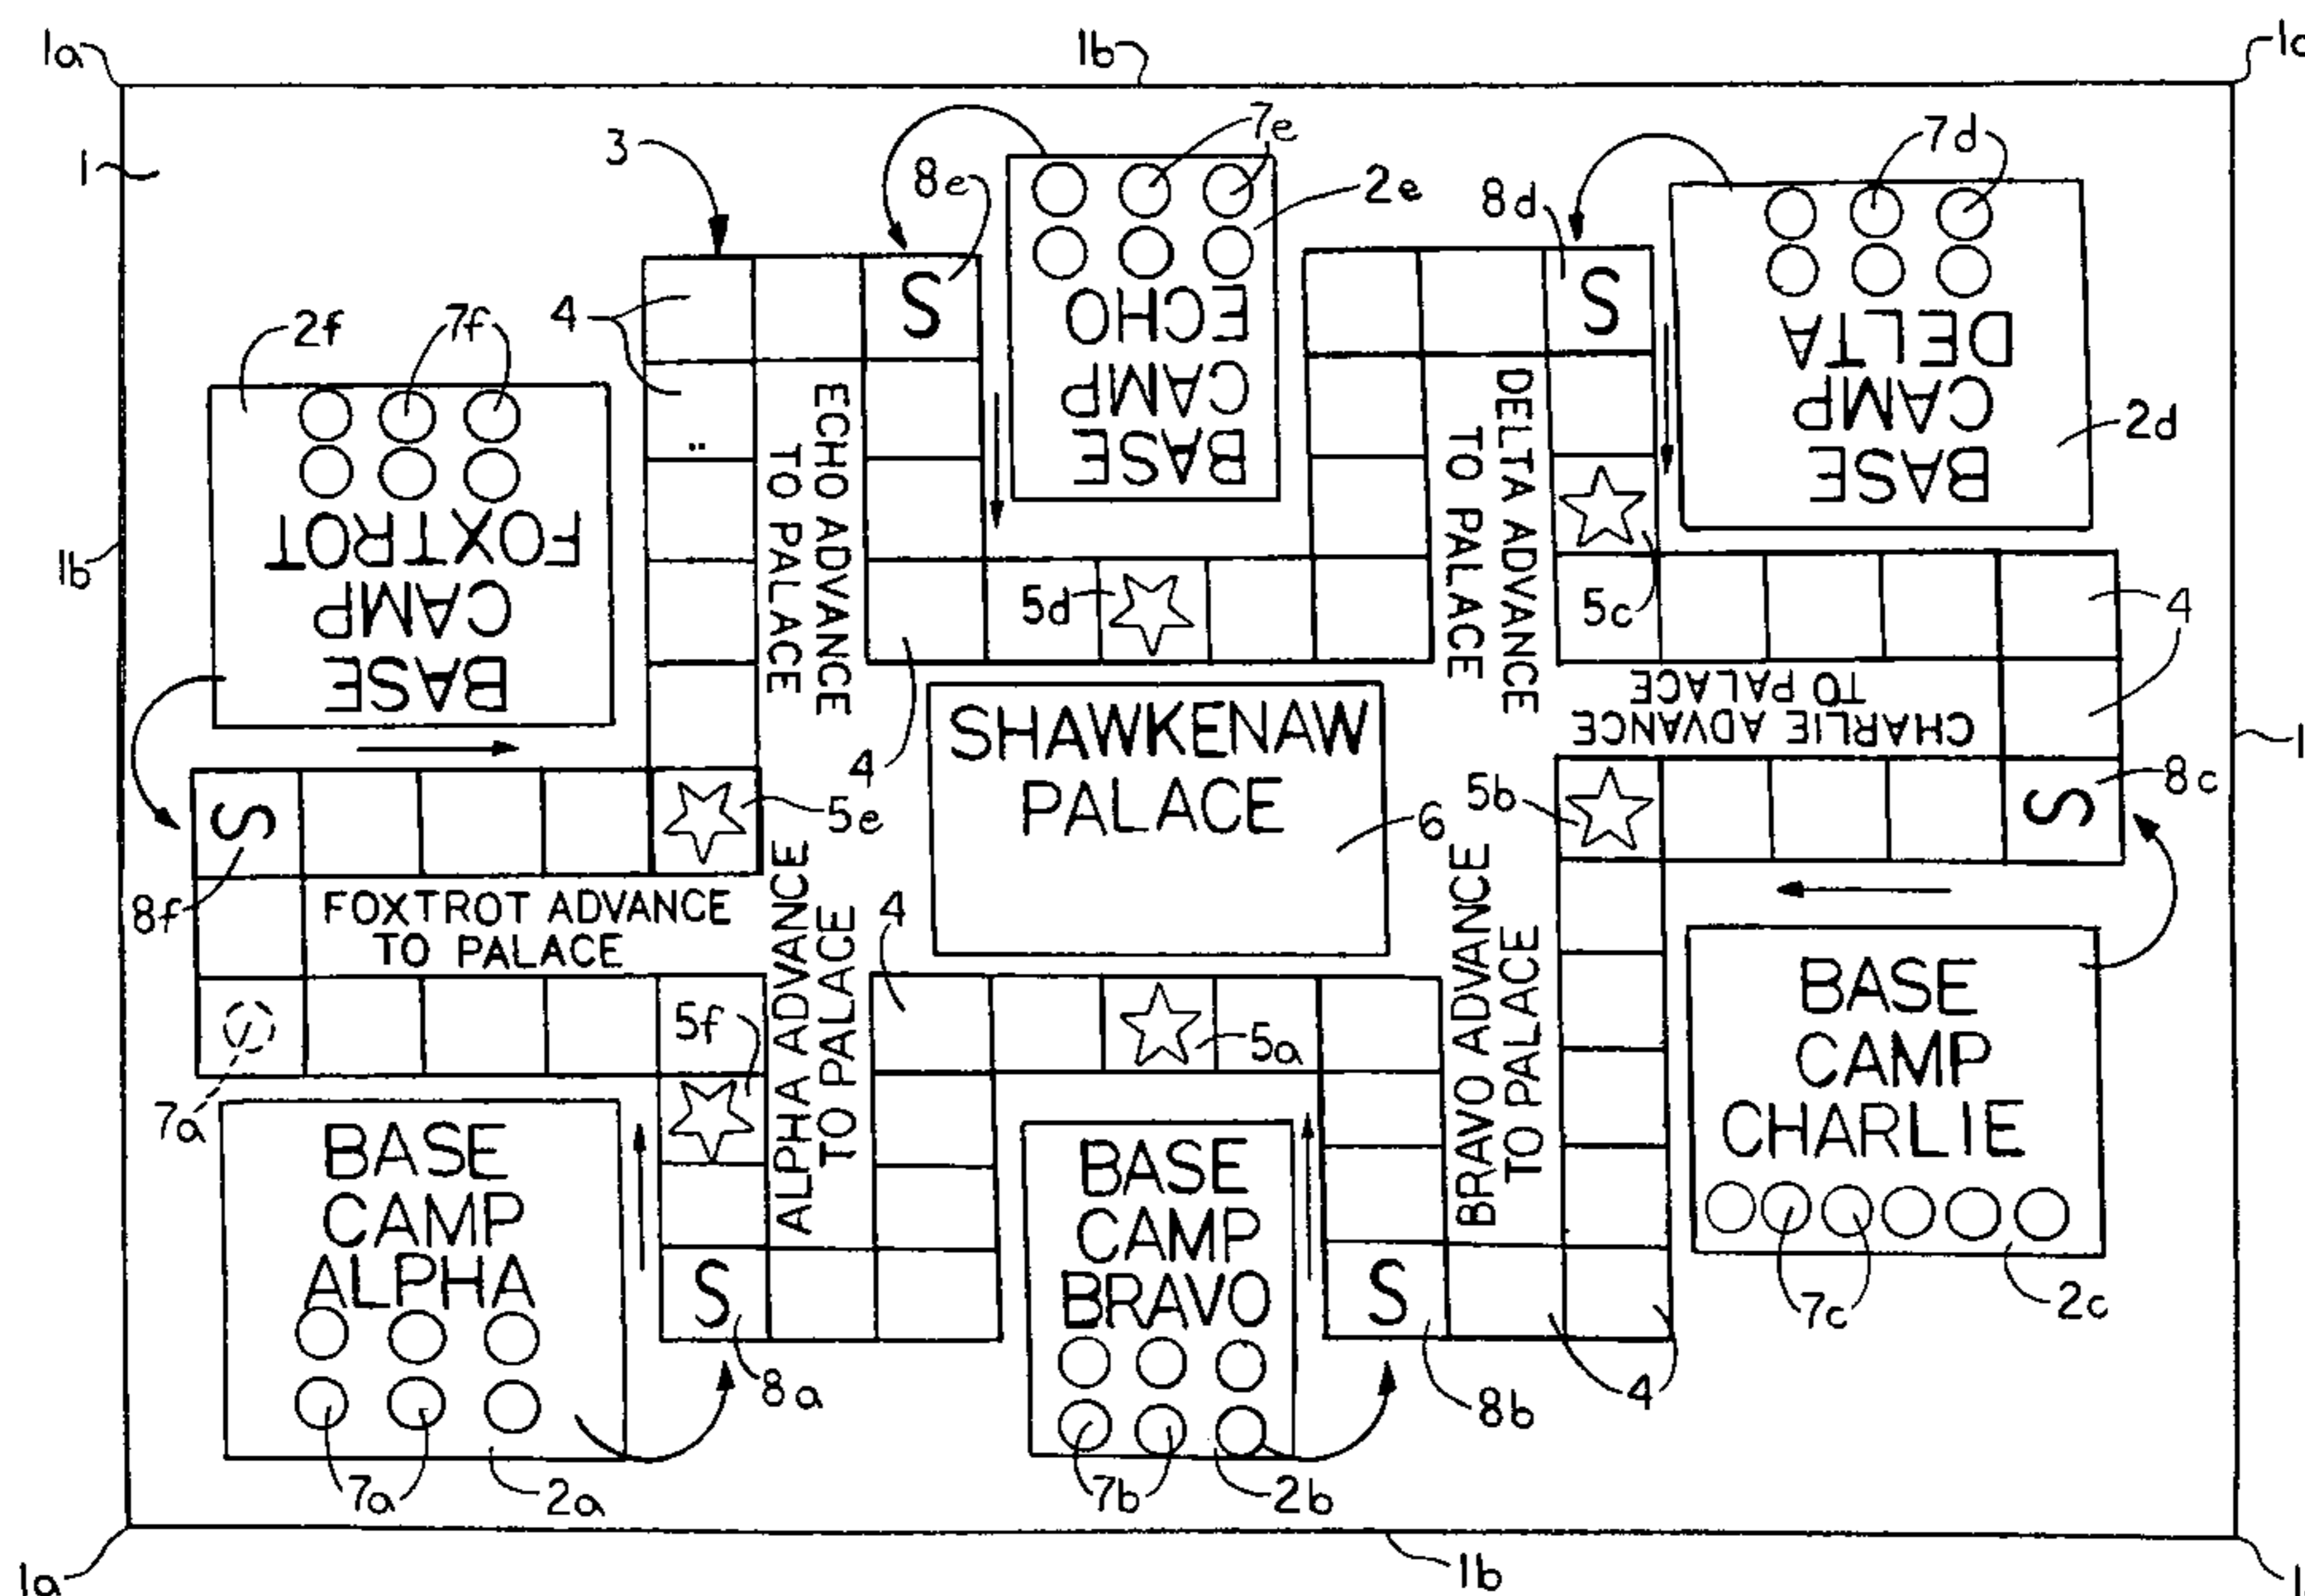 1a
1b
1a
1
3
8e
7e
2e
8d
7d
S
S
ECHO
CAMP
BASE
DELTA
CAMP
BASE
2d
2f
7f
4
FOXTROT
CAMP
BASE
1b
ECHO ADVANCE
TO PALACE
DELTA ADVANCE
TO PALACE
5d
5c
4
CHARLIE ADVANCE
TO PALACE
SHAWKENAW
PALACE
6
4
5e
5b
8c
S
S
8f
FOXTROT ADVANCE
TO PALACE
ALPHA ADVANCE
TO PALACE
4
BRAVO ADVANCE
TO PALACE
5f
5a
7a
BASE
CAMP
ALPHA
BASE
CAMP
BRAVO
BASE
CAMP
CHARLIE
S
S
8a
8b
4
7c
2c
7a
2a
7b
2b
1a
1b